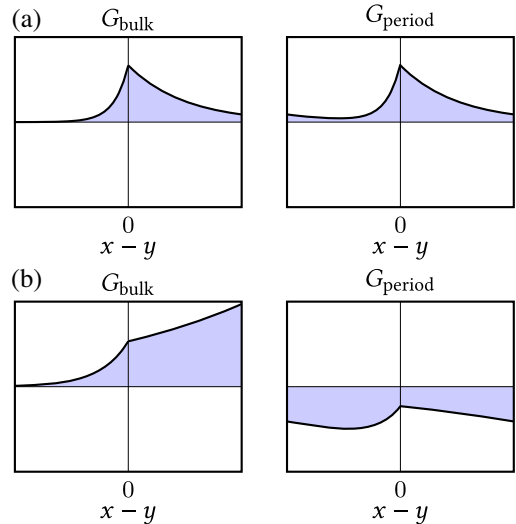 (a)
G_bulk
G_period
0
x − y
0
x − y
(b)
G_bulk
G_period
0
x − y
0
x − y